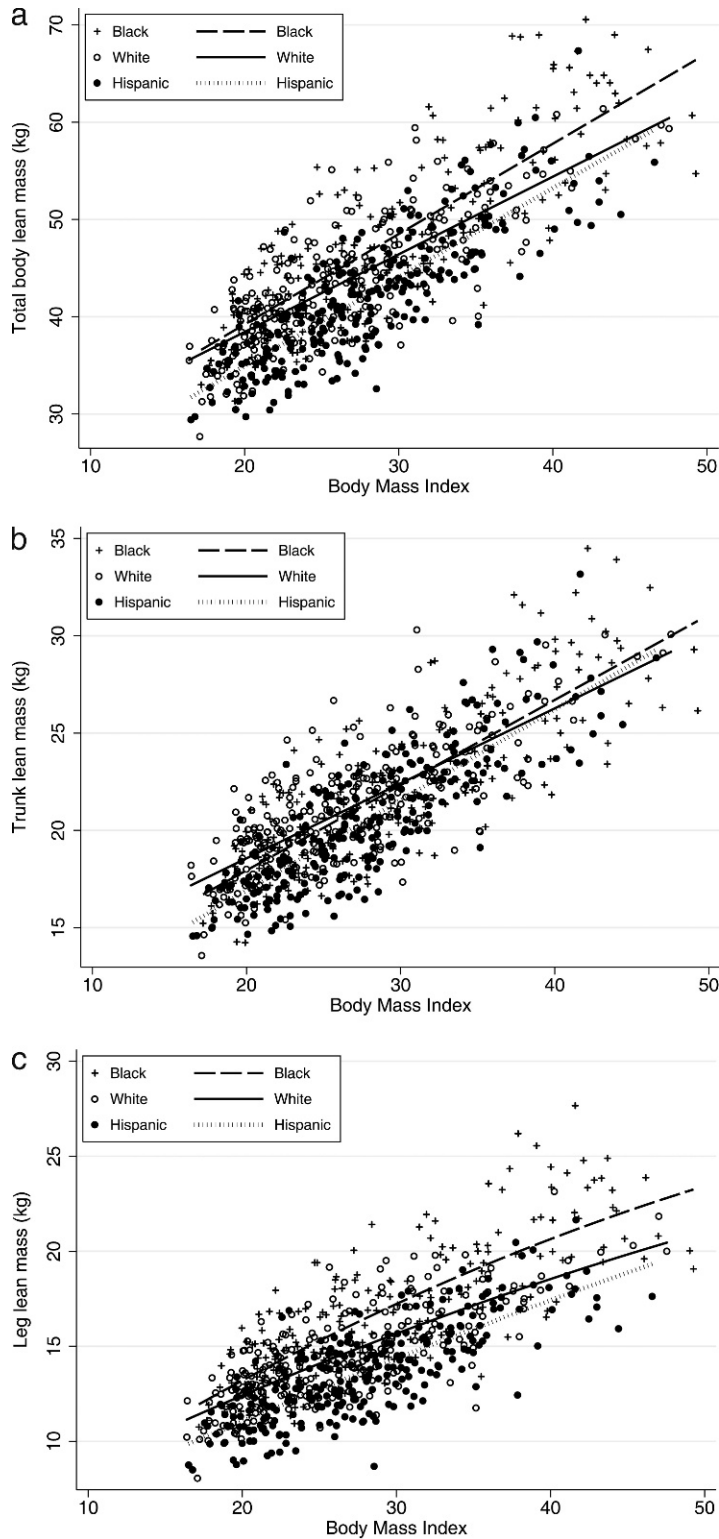 a
Black Black
White White
Hispanic Hispanic
Total body lean mass (kg)
70
60
50
40
30
10 20 30 40 50
Body Mass Index
b
Black Black
White White
Hispanic Hispanic
Trunk lean mass (kg)
35
30
25
20
15
10 20 30 40 50
Body Mass Index
c
Black Black
White White
Hispanic Hispanic
Leg lean mass (kg)
30
25
20
15
10
10 20 30 40 50
Body Mass Index